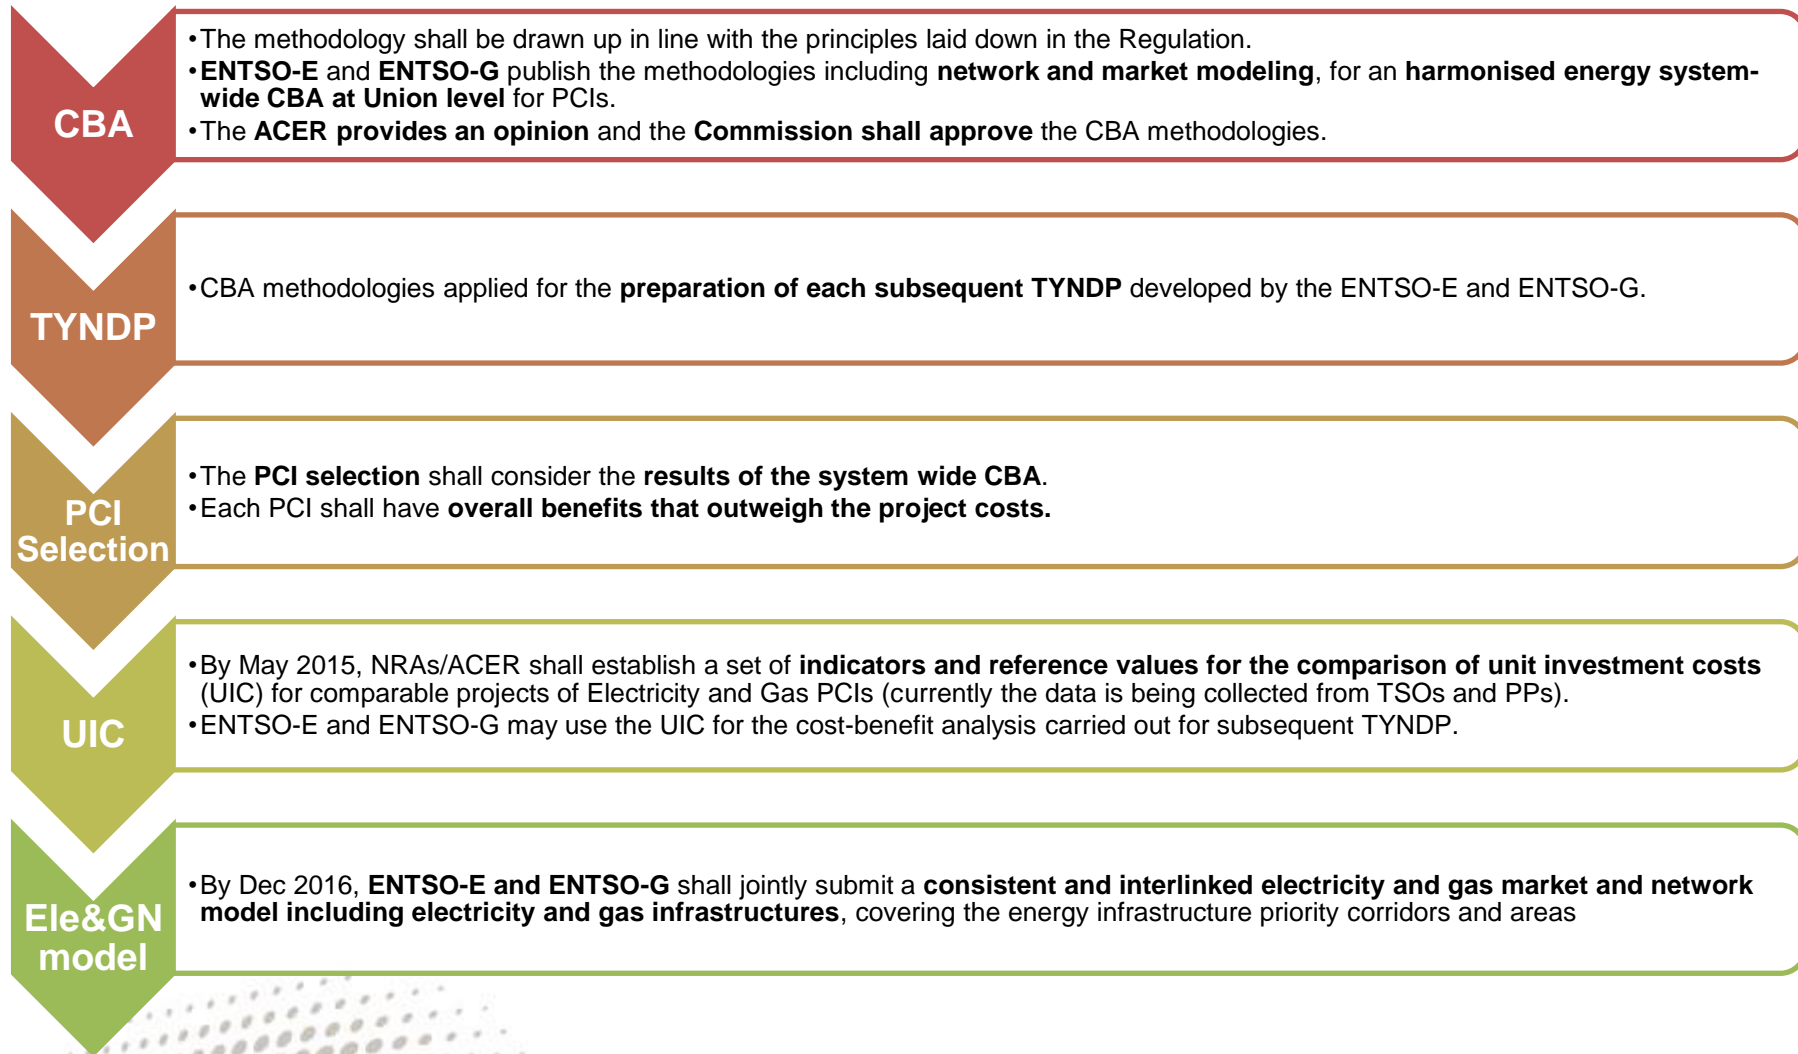 CBA
•The methodology shall be drawn up in line with the principles laid down in the Regulation.
•ENTSO-E and ENTSO-G publish the methodologies including network and market modeling, for an harmonised energy system-
wide CBA at Union level for PCIs.
•The ACER provides an opinion and the Commission shall approve the CBA methodologies.
TYNDP
•CBA methodologies applied for the preparation of each subsequent TYNDP developed by the ENTSO-E and ENTSO-G.
PCI
Selection
•The PCI selection shall consider the results of the system wide CBA.
•Each PCI shall have overall benefits that outweigh the project costs.
UIC
•By May 2015, NRAs/ACER shall establish a set of indicators and reference values for the comparison of unit investment costs
(UIC) for comparable projects of Electricity and Gas PCIs (currently the data is being collected from TSOs and PPs).
•ENTSO-E and ENTSO-G may use the UIC for the cost-benefit analysis carried out for subsequent TYNDP.
Ele&GN
model
•By Dec 2016, ENTSO-E and ENTSO-G shall jointly submit a consistent and interlinked electricity and gas market and network
model including electricity and gas infrastructures, covering the energy infrastructure priority corridors and areas